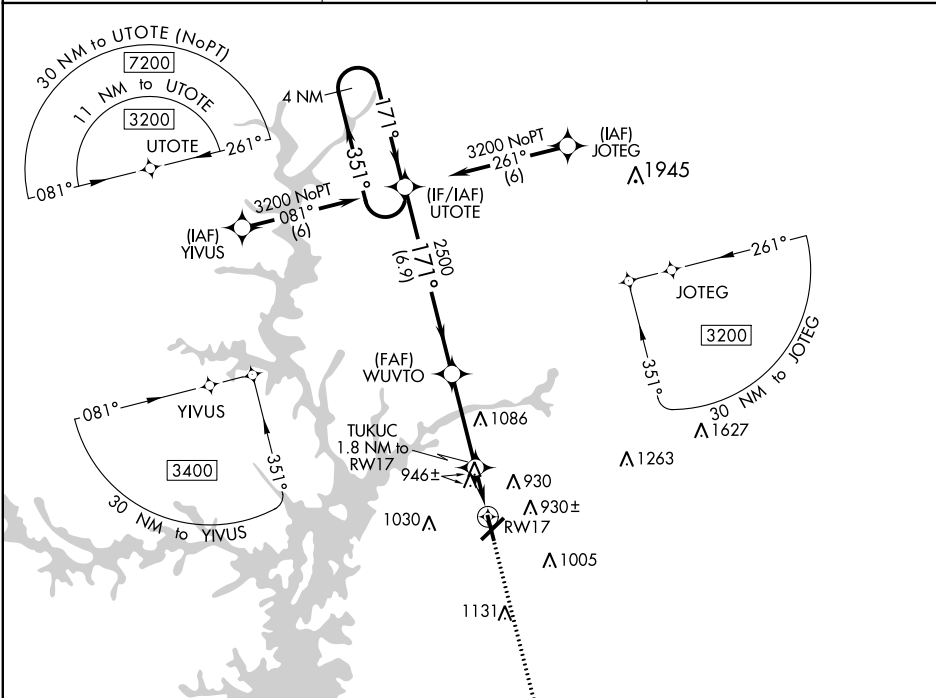 30 NM to UTOTE (NoPT)
7200
11 NM to UTOTE
3200
UTOTE
081°
261°
4 NM
171°
351°
3200 NoPT
261°
(6)
(IAF)
JOTEG
1945
3200 NoPT
081°
(6)
(IAF)
YIVUS
(IF/IAF)
UTOTE
2500
171°
(6.9)
261°
JOTEG
3200
351°
30 NM to JOTEG
(FAF)
WUVTO
081°
YIVUS
3400
351°
30 NM to YIVUS
1086
TUKUC
1.8 NM to
RW17
946±
930
930±
1627
1263
1030
RW17
1005
1131